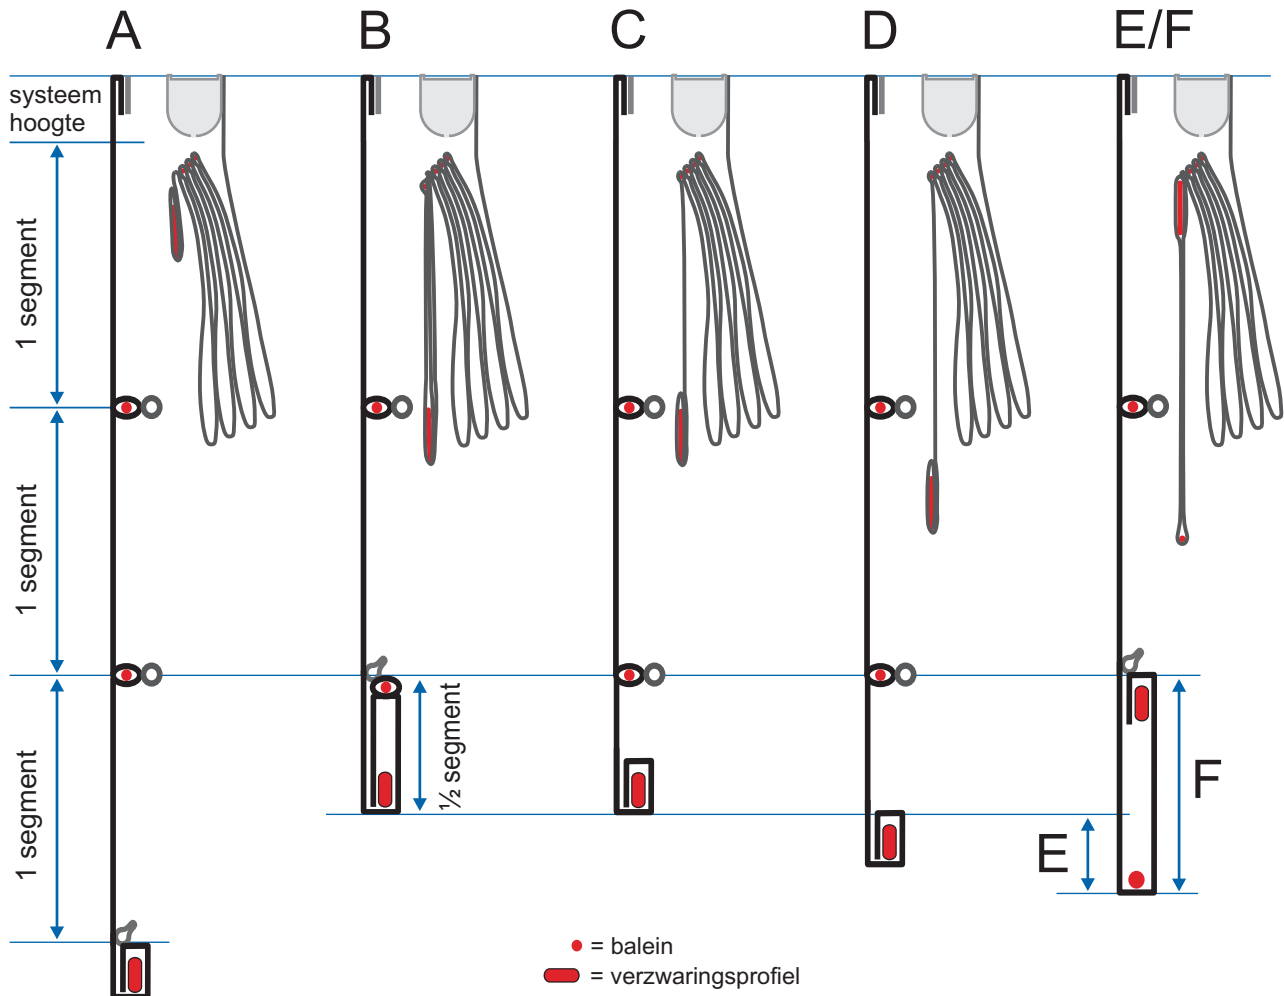 A B C D E/F
systeem
hoogte
1 segment
1 segment
1 segment
½ segment
E
F
= balein
= verzwaringsprofiel